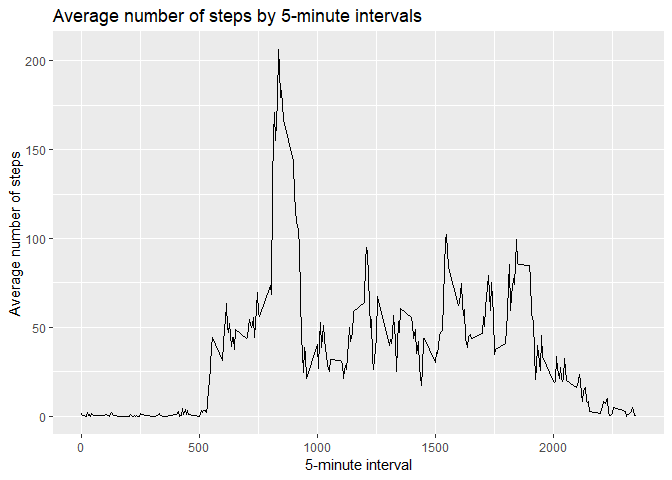 Average number of steps by 5-minute intervals
200
150
100
50
0
Average number of steps
0 500 1000 1500 2000
5-minute interval